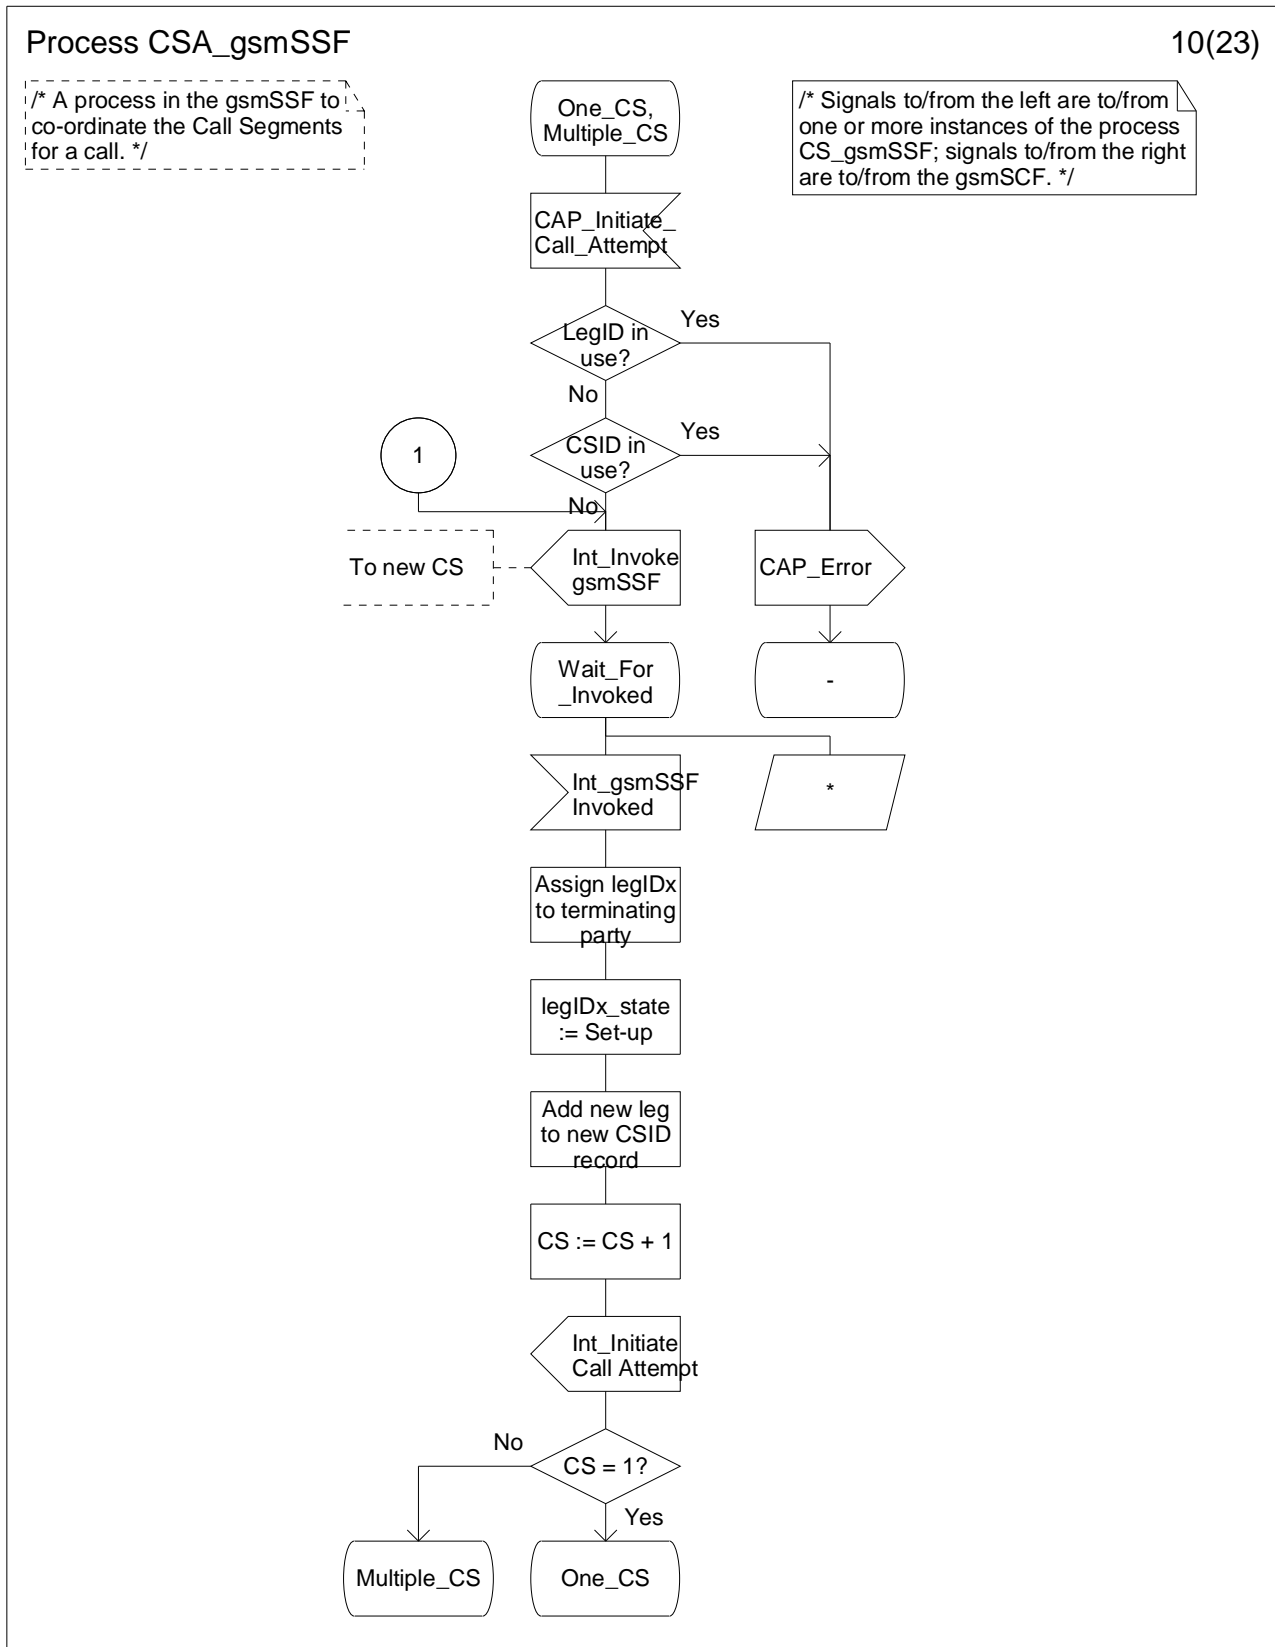 Process CSA_gsmSSF
10(23)
/* A process in the gsmSSF to
co-ordinate the Call Segments
for a call. */
One_CS,
Multiple_CS
/* Signals to/from the left are to/from
one or more instances of the process
CS_gsmSSF; signals to/from the right
are to/from the gsmSCF. */
CAP_Initiate_
Call_Attempt
LegID in
use?
Yes
No
1
CSID in
use?
Yes
No
To new CS
Int_Invoke
gsmSSF
CAP_Error
Wait_For
_Invoked
-
Int_gsmSSF
Invoked
*
Assign legIDx
to terminating
party
legIDx_state
:= Set-up
Add new leg
to new CSID
record
CS := CS + 1
Int_Initiate
Call Attempt
No
CS = 1?
Yes
Multiple_CS
One_CS